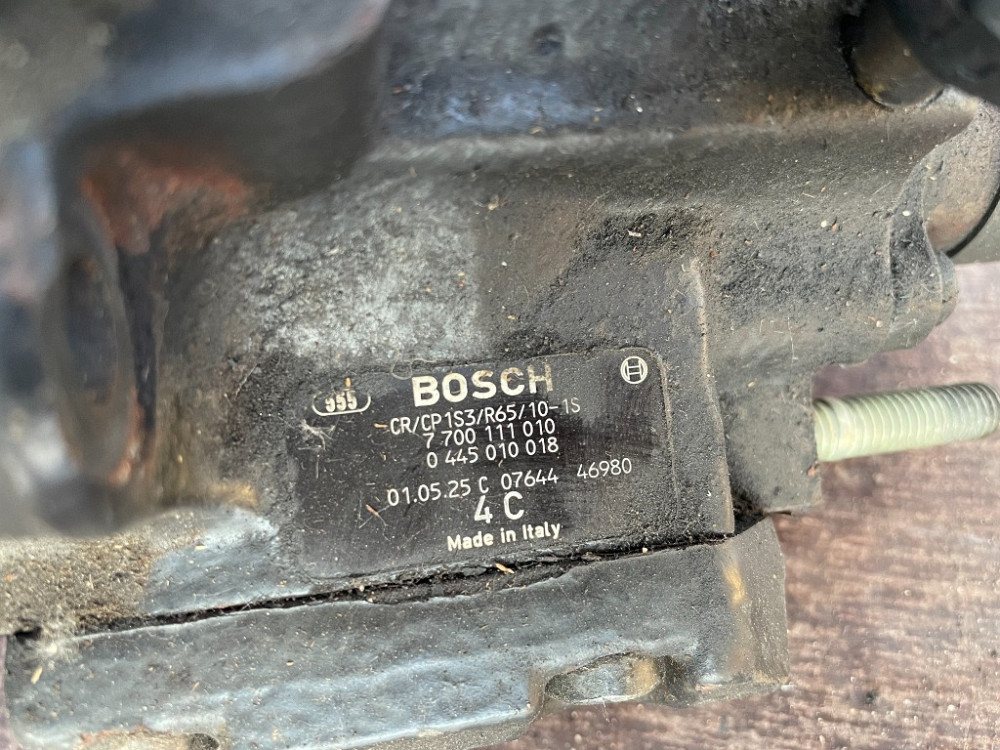 BOSCH
955
CR/CP1S3/R65/10-1S
7 700 111 010
0 445 010 018
01.05.25 C 07644 46980
4 C
Made in Italy